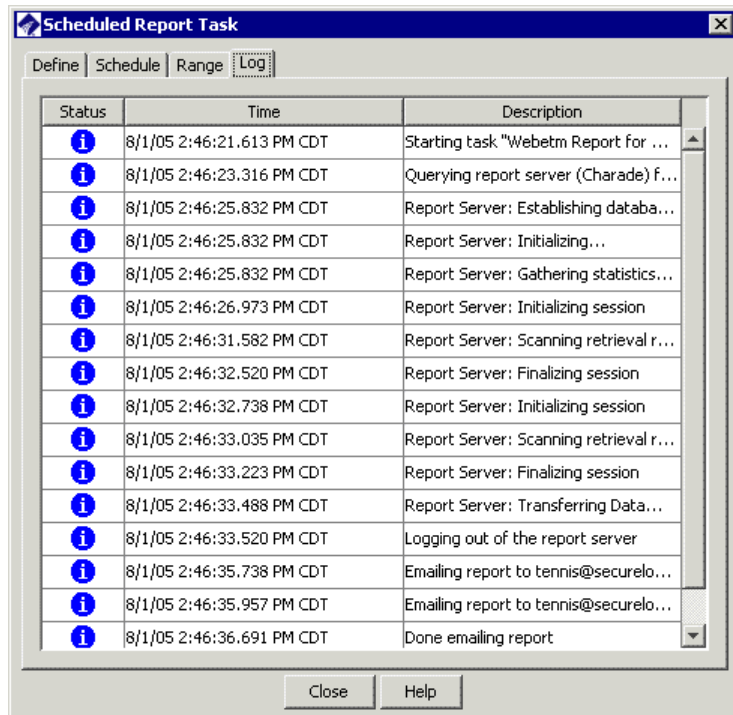 Scheduled Report Task
Define Schedule Range Log
Status Time Description
8/1/05 2:46:21.613 PM CDT Starting task "Webetm Report for ...
8/1/05 2:46:23.316 PM CDT Querying report server (Charade) f...
8/1/05 2:46:25.832 PM CDT Report Server: Establishing databa...
8/1/05 2:46:25.832 PM CDT Report Server: Initializing...
8/1/05 2:46:25.832 PM CDT Report Server: Gathering statistics...
8/1/05 2:46:26.973 PM CDT Report Server: Initializing session
8/1/05 2:46:31.582 PM CDT Report Server: Scanning retrieval r...
8/1/05 2:46:32.520 PM CDT Report Server: Finalizing session
8/1/05 2:46:32.738 PM CDT Report Server: Initializing session
8/1/05 2:46:33.035 PM CDT Report Server: Scanning retrieval r...
8/1/05 2:46:33.223 PM CDT Report Server: Finalizing session
8/1/05 2:46:33.488 PM CDT Report Server: Transferring Data...
8/1/05 2:46:33.520 PM CDT Logging out of the report server
8/1/05 2:46:35.738 PM CDT Emailing report to tennis@securelo...
8/1/05 2:46:35.957 PM CDT Emailing report to tennis@securelo...
8/1/05 2:46:36.691 PM CDT Done emailing report
Close Help